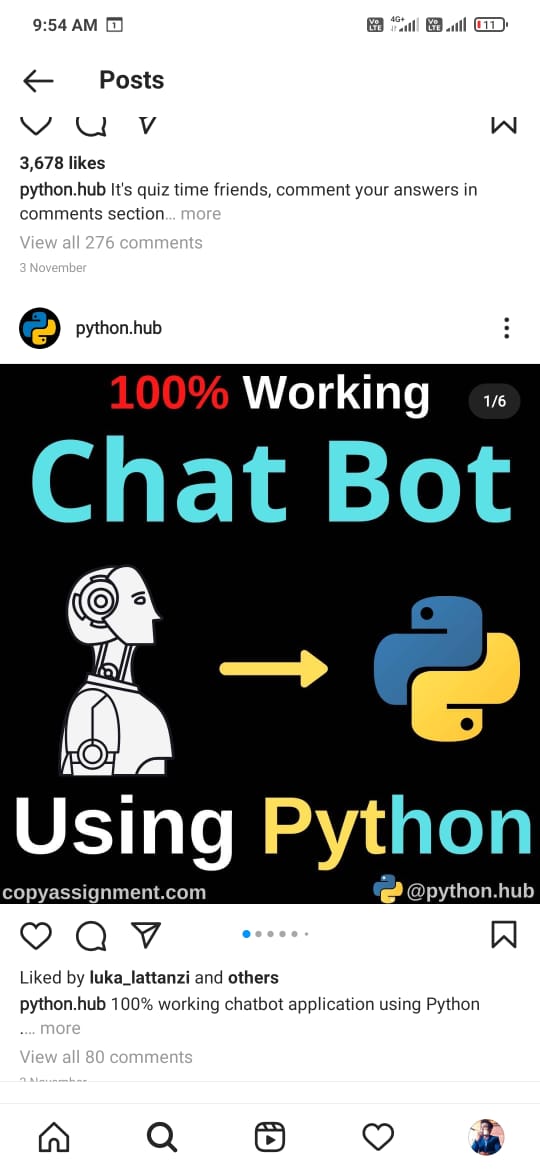 9:54 AM 1 Vo LTE 4G+ Vo LTE 11
Posts
3,678 likes
python.hub It's quiz time friends, comment your answers in
comments section... more
View all 276 comments
3 November
python.hub
100% Working
1/6
Chat Bot
Using Python
copyassignment.com
@python.hub
Liked by luka_lattanzi and others
python.hub 100% working chatbot application using Python
.... more
View all 80 comments